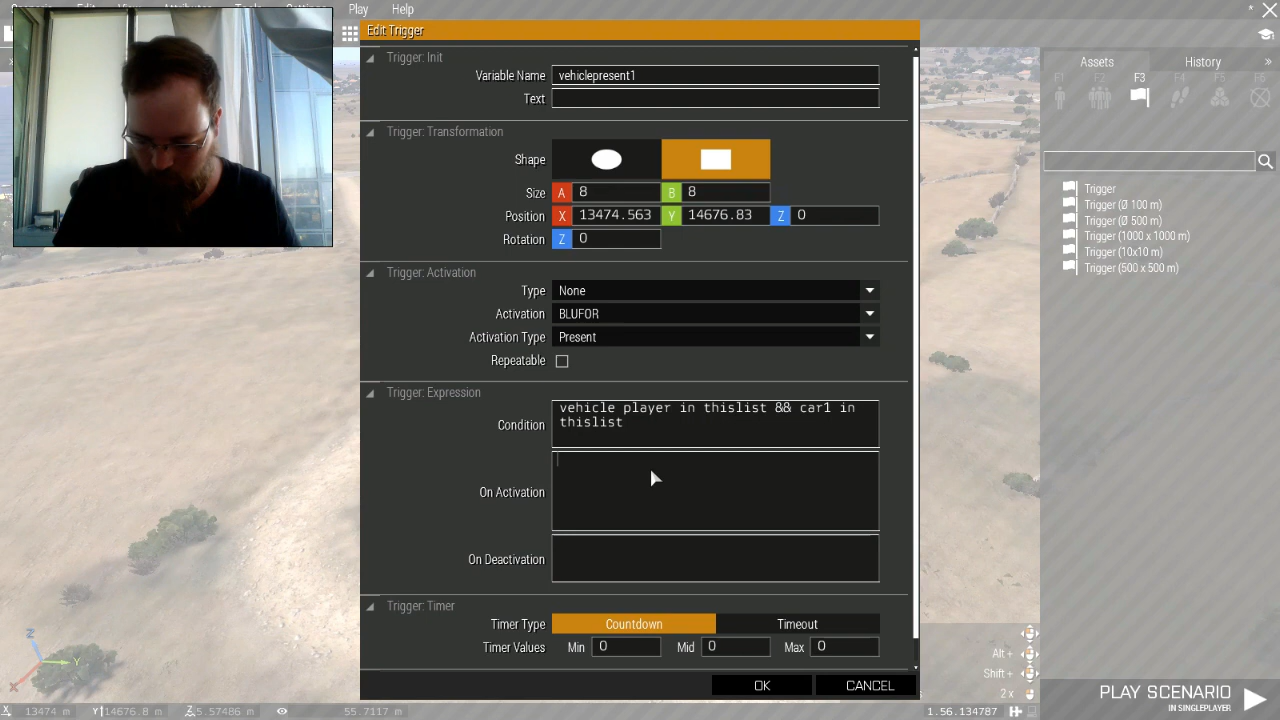 View
Play
Help
Edit Trigger
Trigger: Init
Variable Name
vehiclepresent1
Text
Trigger: Transformation
Shape
Size
A
8
B
8
Position
X
13474.563
Y
14676.83
Z
0
Rotation
Z
0
Trigger: Activation
Type
None
Activation
BLUFOR
Activation Type
Present
Repeatable
Trigger: Expression
Condition
vehicle player in thislist && car1 in
thislist
On Activation
On Deactivation
Trigger: Timer
Timer Type
Countdown
Timeout
Timer Values
Min
0
Mid
0
Max
0
OK
CANCEL
Assets
History
»
F1
F2
F3
F4
F5
F6
Trigger
Trigger (Ø 100 m)
Trigger (Ø 500 m)
Trigger (1000 x 1000 m)
Trigger (10x10 m)
Trigger (500 x 500 m)
Alt +
Shift +
2 x
PLAY SCENARIO
IN SINGLEPLAYER
Z
Y
X
X
13474 m
Y
14676.8 m
Z
5.57486 m
55.7117 m
1.56.134787